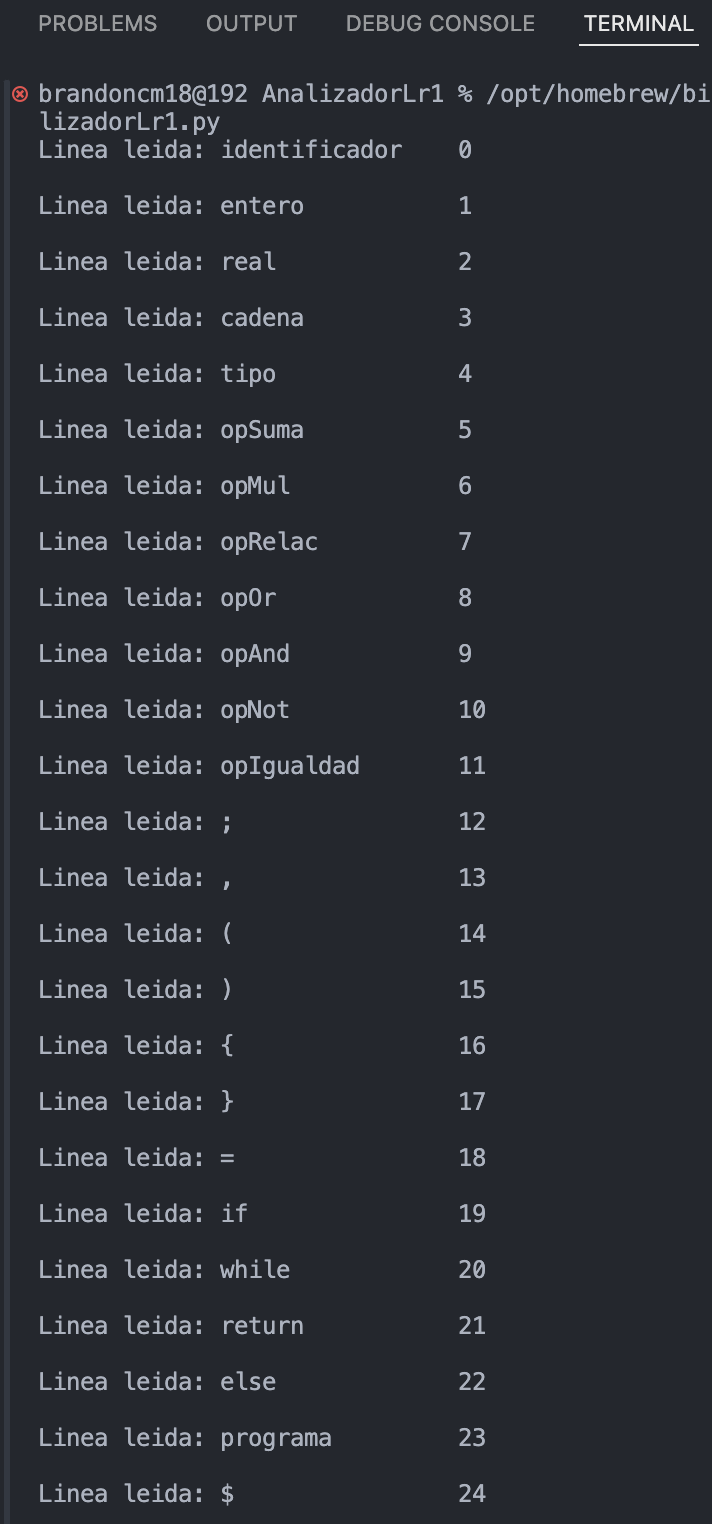 PROBLEMS OUTPUT DEBUG CONSOLE TERMINAL
brandoncm18@192 AnalizadorLr1 % /opt/homebrew/bi
lizadorLr1.py
Linea leida: identificador 0
Linea leida: entero 1
Linea leida: real 2
Linea leida: cadena 3
Linea leida: tipo 4
Linea leida: opSuma 5
Linea leida: opMul 6
Linea leida: opRelac 7
Linea leida: opOr 8
Linea leida: opAnd 9
Linea leida: opNot 10
Linea leida: opIgualdad 11
Linea leida: ; 12
Linea leida: , 13
Linea leida: ( 14
Linea leida: ) 15
Linea leida: { 16
Linea leida: } 17
Linea leida: = 18
Linea leida: if 19
Linea leida: while 20
Linea leida: return 21
Linea leida: else 22
Linea leida: programa 23
Linea leida: $ 24